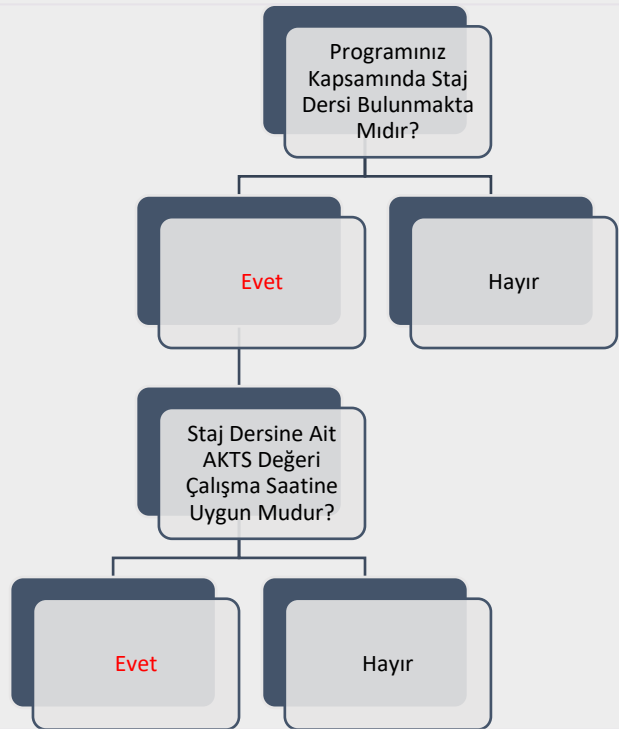 Programınız
Kapsamında Staj
Dersi Bulunmakta
Mıdır?
Evet
Hayır
Staj Dersine Ait
AKTS Değeri
Çalışma Saatine
Uygun Mudur?
Evet
Hayır